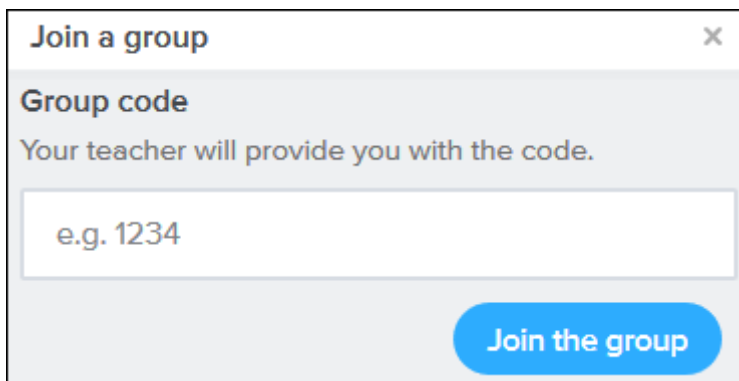 Join a group ×
Group code
Your teacher will provide you with the code.
e.g. 1234
Join the group